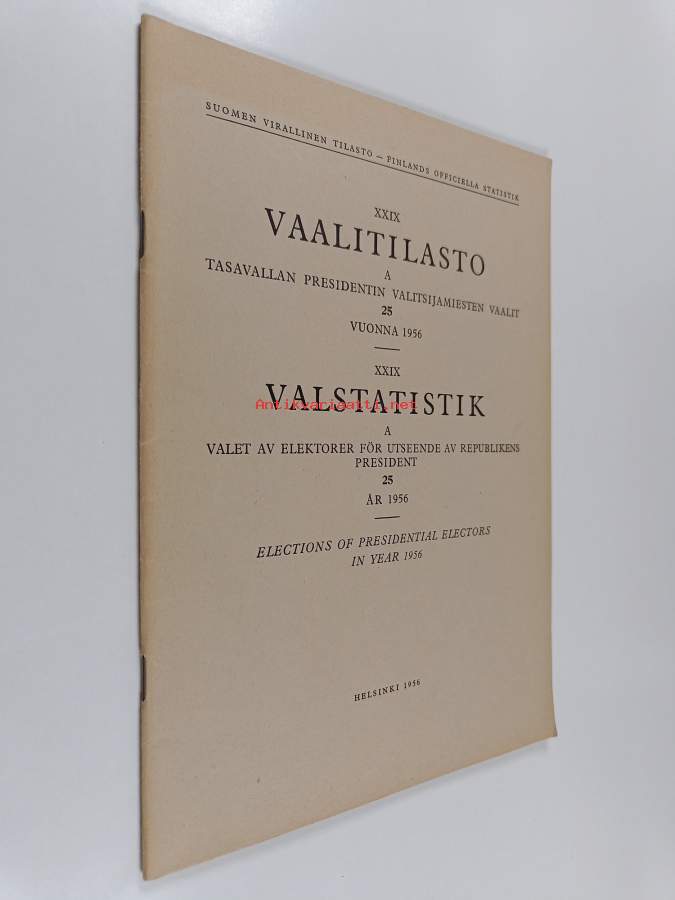 SUOMEN VIRALLINEN TILASTO — FINLANDS OFFICIELLA STATISTIK
XXIX
VAALITILASTO
A
TASAVALLAN PRESIDENTIN VALITSIJAMIESTEN VAALIT
25
VUONNA 1956
XXIX
VALSTATISTIK
Antikvariaatti.net
A
VALET AV ELEKTORER FÖR UTSEENDE AV REPUBLIKENS
PRESIDENT
25
ÅR 1956
ELECTIONS OF PRESIDENTIAL ELECTORS
IN YEAR 1956
HELSINKI 1956